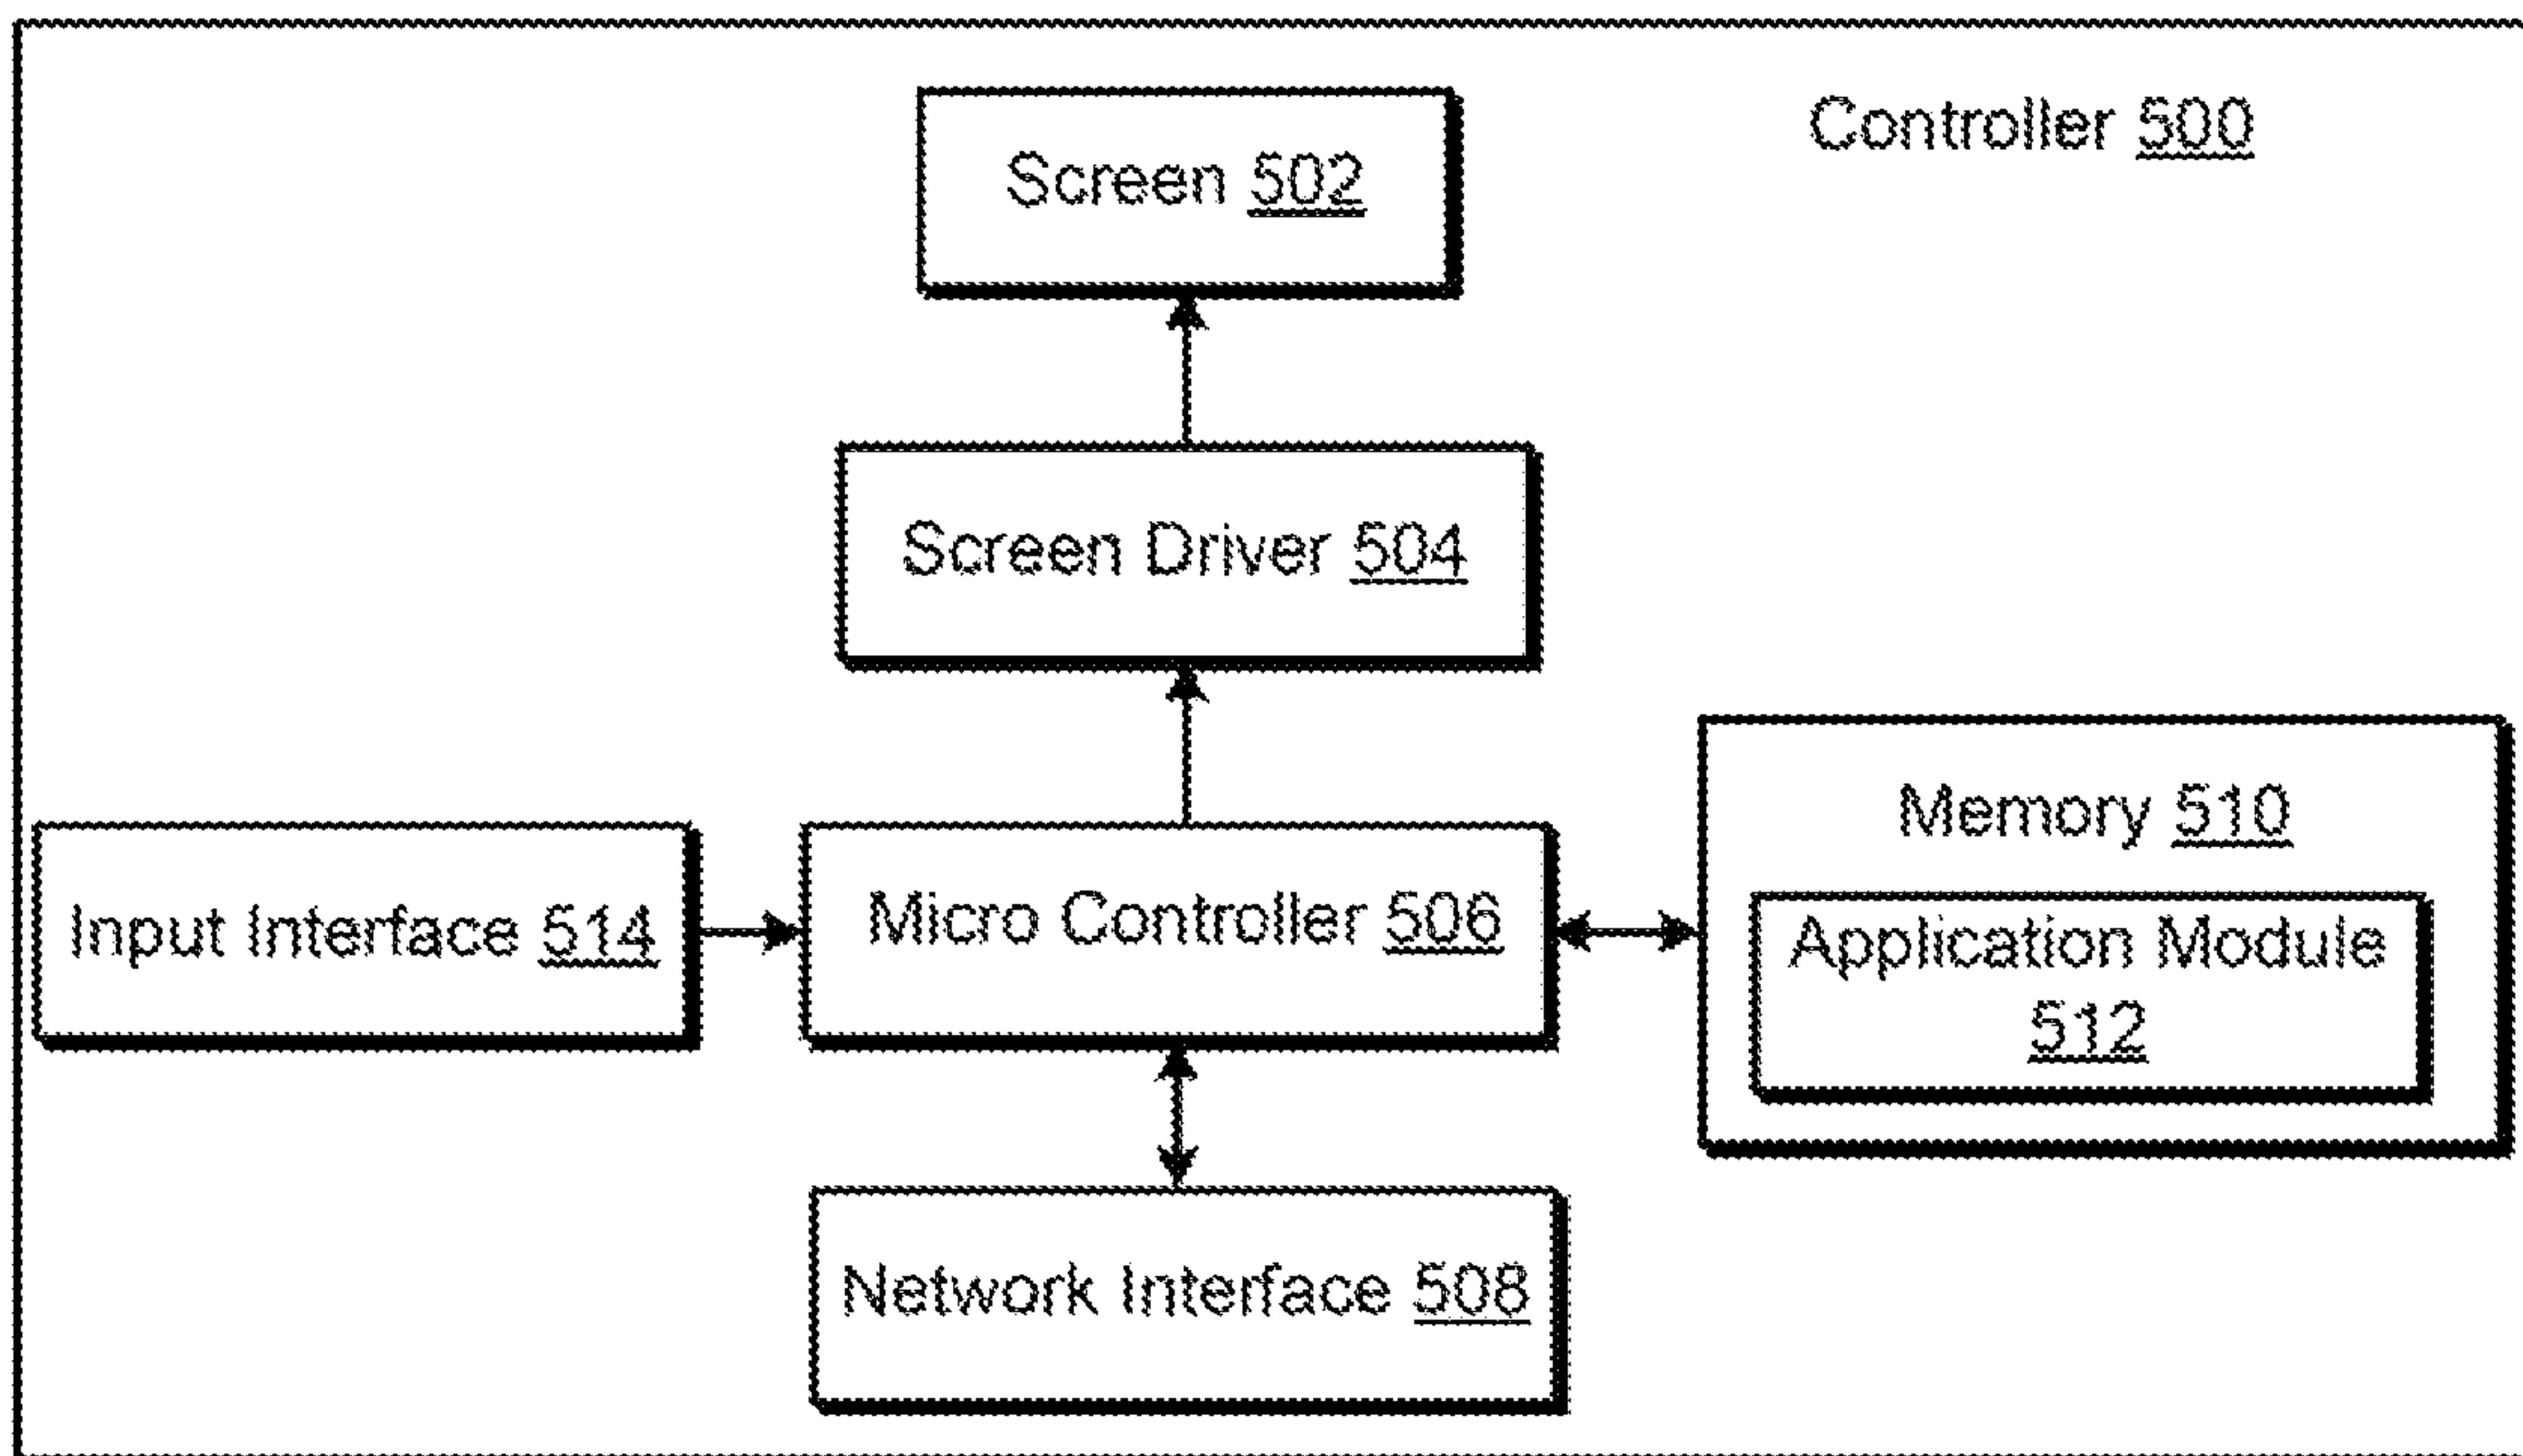 Controller 500
Screen 502
Screen Driver 504
Memory 510
Input Interface 514
Micro Controller 506
Application Module
512
Network Interface 508